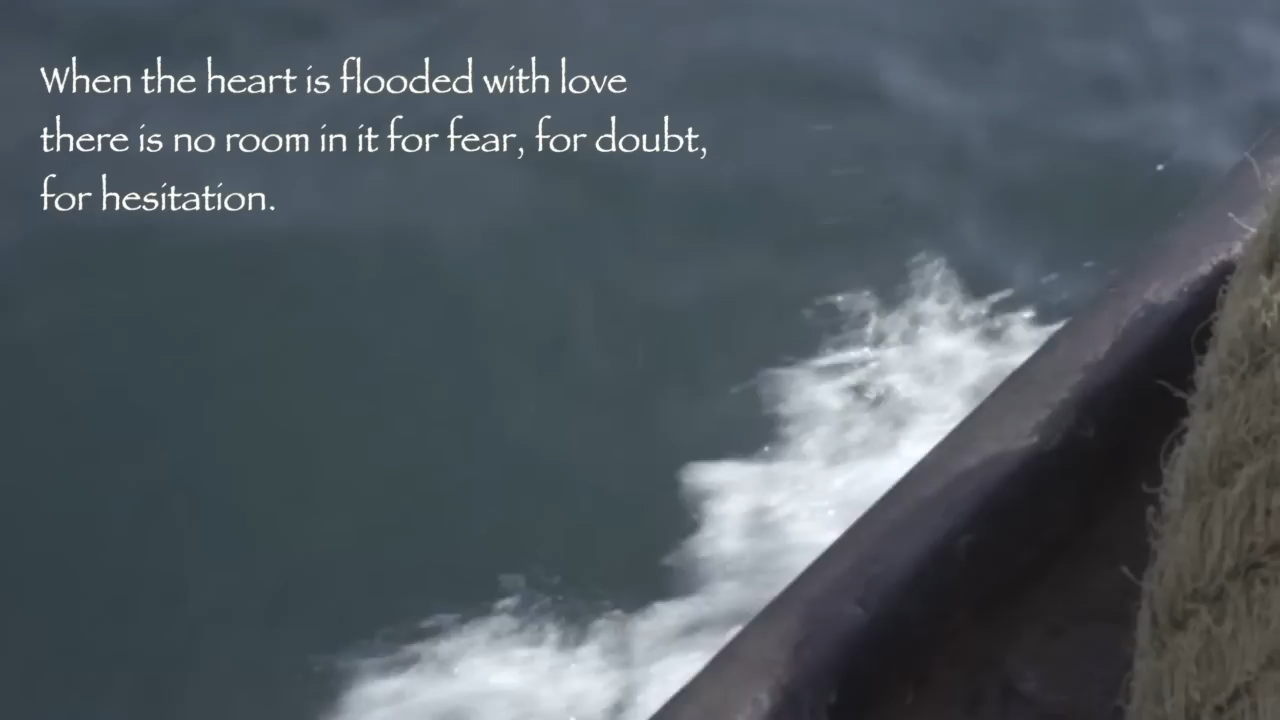 When the heart is flooded with love
there is no room in it for fear, for doubt,
for hesitation.